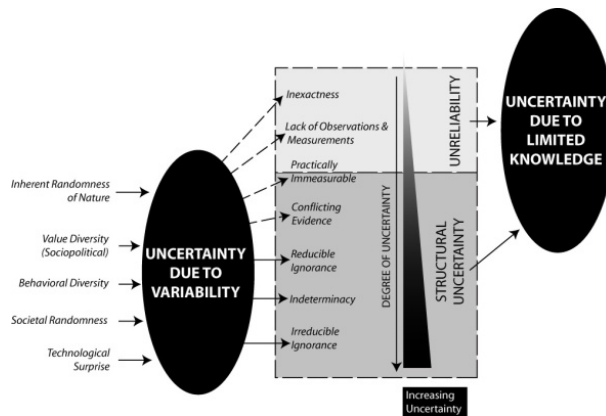 Inherent Randomness
of Nature
Value Diversity
(Sociopolitical)
Behavioral Diversity
Societal Randomness
Technological
Surprise
UNCERTAINTY
DUE TO
VARIABILITY
Inexactness
Lack of Observations &
Measurements
Practically
Immeasurable
Conflicting
Evidence
Reducible
Ignorance
Indeterminacy
Irreducible
Ignorance
DEGREE OF UNCERTAINTY
UNRELIABILITY
STRUCTURAL
UNCERTAINTY
Increasing
Uncertainty
UNCERTAINTY
DUE TO
LIMITED
KNOWLEDGE